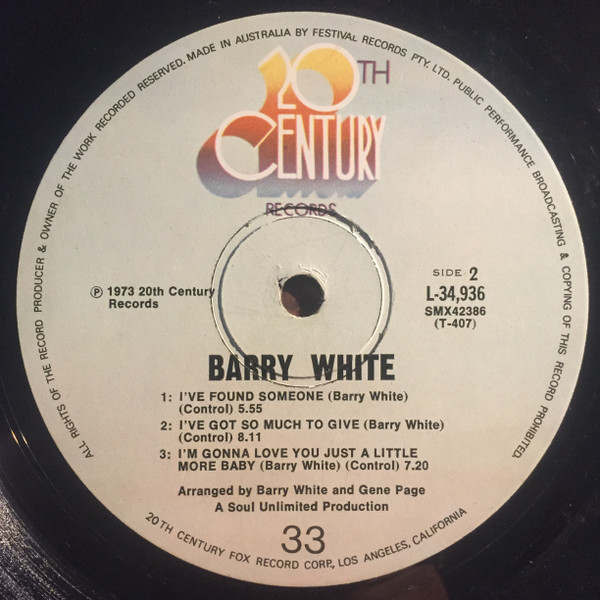 ALL RIGHTS OF THE RECORD PRODUCER & OWNER OF THE WORK RECORDED RESERVED. MADE IN AUSTRALIA BY FESTIVAL RECORDS PTY. LTD. PUBLIC PERFORMANCE BROADCASTING & COPYING OF THIS RECORD PROHIBITED.
20TH
CENTURY
RECORDS
SIDE 2
L-34,936
SMX42386
(T-407)
℗ 1973 20th Century
Records
BARRY WHITE
1: I'VE FOUND SOMEONE (Barry White)
(Control) 5.55
2: I'VE GOT SO MUCH TO GIVE (Barry White)
(Control) 8.11
3: I'M GONNA LOVE YOU JUST A LITTLE
MORE BABY (Barry White) (Control) 7.20
Arranged by Barry White and Gene Page
A Soul Unlimited Production
33
20TH CENTURY FOX RECORD CORP., LOS ANGELES, CALIFORNIA